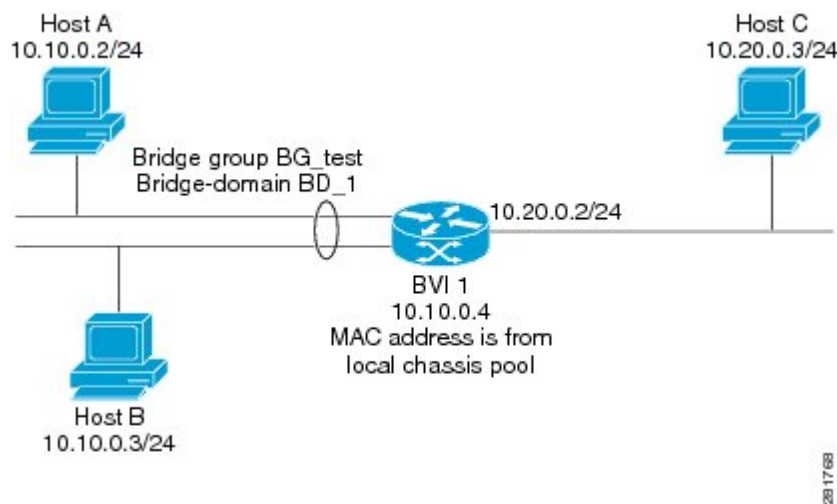 Host A
10.10.0.2/24
Host C
10.20.0.3/24
Bridge group BG_test
Bridge-domain BD_1
10.20.0.2/24
BVI 1
10.10.0.4
MAC address is from
local chassis pool
Host B
10.10.0.3/24
281768